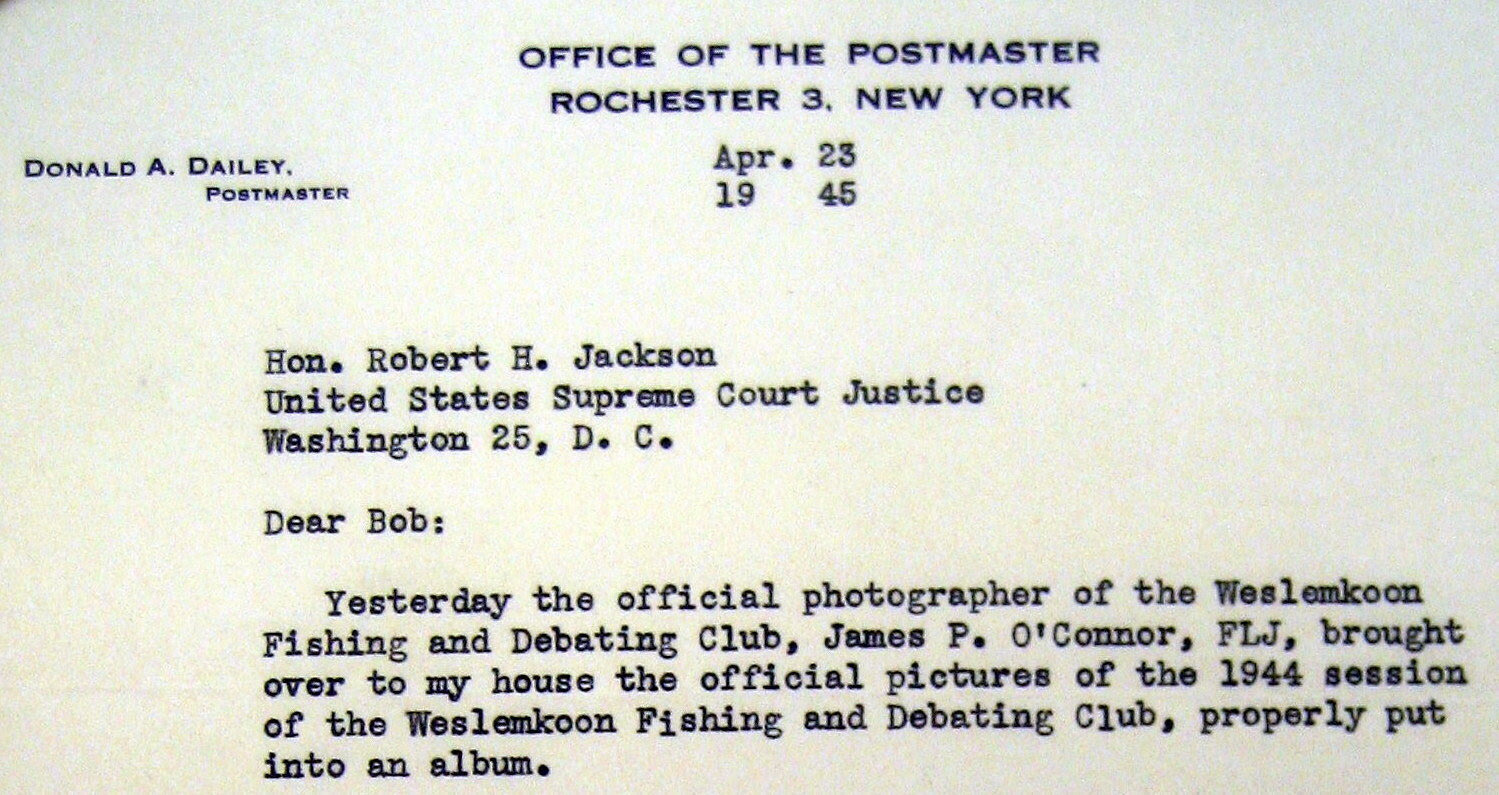 OFFICE OF THE POSTMASTER
ROCHESTER 3, NEW YORK
DONALD A. DAILEY,
POSTMASTER
Apr. 23
19 45
Hon. Robert H. Jackson
United States Supreme Court Justice
Washington 25, D. C.
Dear Bob:
Yesterday the official photographer of the Weslemkoon
Fishing and Debating Club, James P. O'Connor, FLJ, brought
over to my house the official pictures of the 1944 session
of the Weslemkoon Fishing and Debating Club, properly put
into an album.